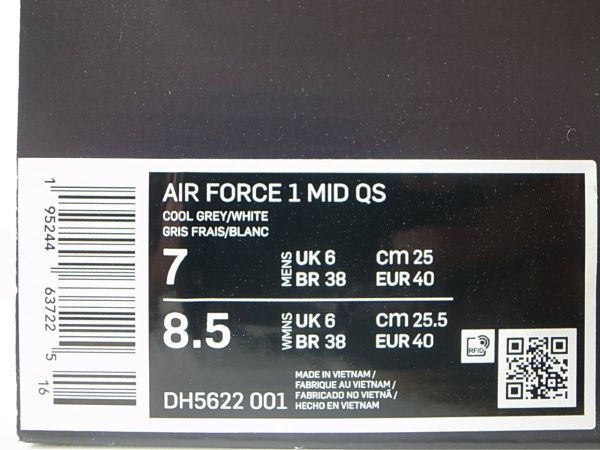 AIR FORCE 1 MID QS
COOL GREY/WHITE
GRIS FRAIS/BLANC
7 MENS UK 6 cm 25
BR 38 EUR 40
8.5 WMNS UK 6 cm 25.5
BR 38 EUR 40
DH5622 001
MADE IN VIETNAM /
FABRIQUE AU VIETNAM /
FABRICADO NO VIETNÃ /
HECHO EN VIETNAM
RFID
1 95244 63722 5 16